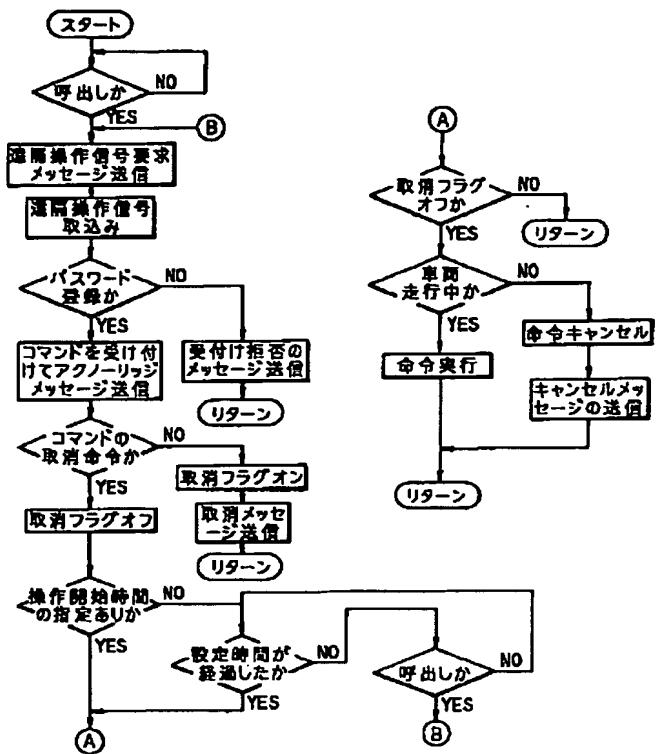 スタート
呼出しか
NO
YES
B
遠隔操作信号要求
メッセージ送信
遠隔操作信号
取込み
パスワード
登録か
NO
YES
コマンドを受け付
けてアクノーリッジ
メッセージ送信
受付け拒否の
メッセージ送信
リターン
コマンドの
取消命令か
NO
YES
取消フラグオン
取消フラグオフ
取消メッセ
ージ送信
リターン
操作開始時間
の指定ありか
NO
YES
設定時間が
経過したか
NO
YES
呼出しか
NO
YES
A
B
A
取消フラグ
オフか
NO
YES
リターン
車両
走行中か
NO
YES
命令実行
命令キャンセル
キャンセルメッ
セージの送信
リターン